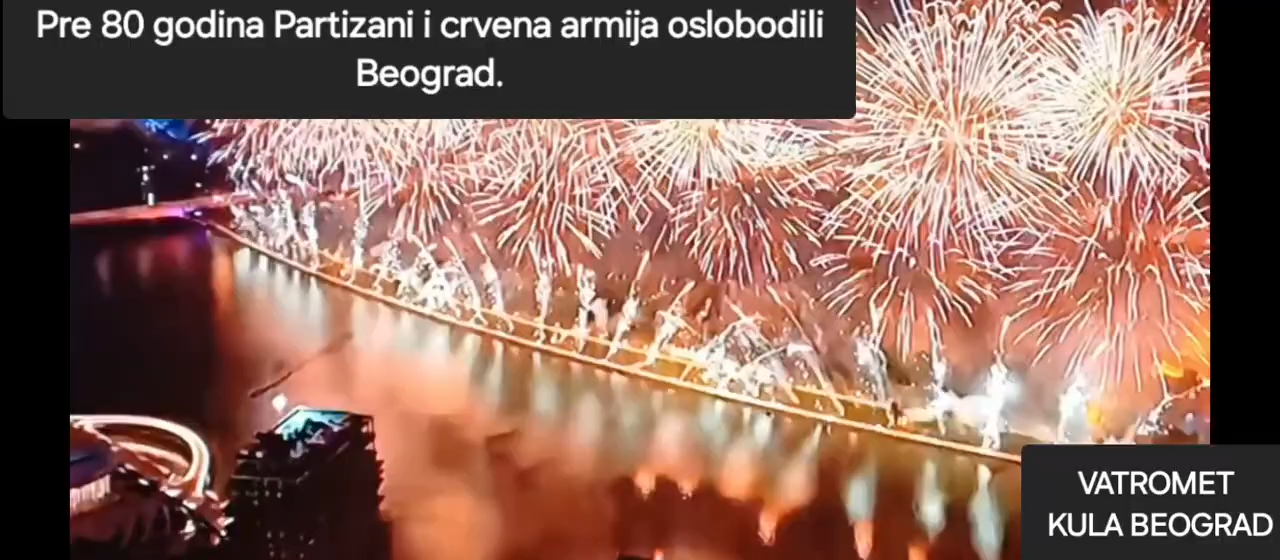 Pre 80 godina Partizani i crvena armija oslobodili
Beograd.
VATROMET
KULA BEOGRAD